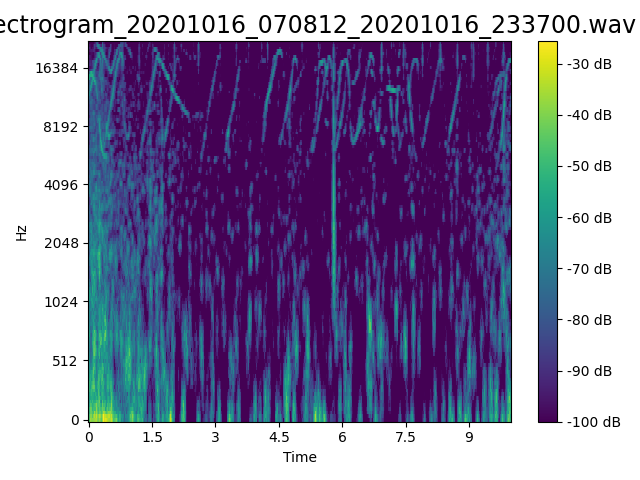 ectrogram_20201016_070812_20201016_233700.wav
16384
8192
4096
2048
1024
512
0
Hz
0 1.5 3 4.5 6 7.5 9
Time
-30 dB
-40 dB
-50 dB
-60 dB
-70 dB
-80 dB
-90 dB
-100 dB